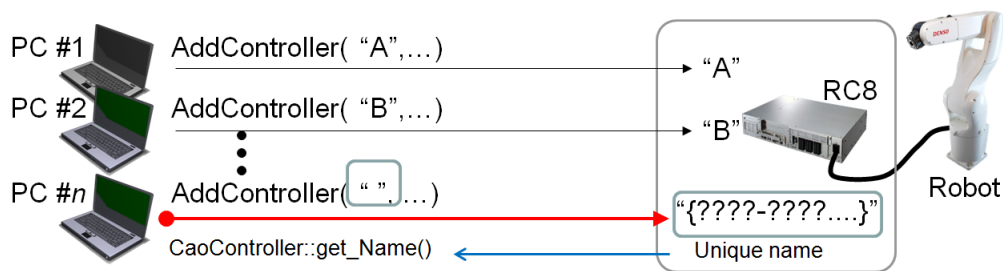 PC #1 AddController( “A”,…) “A”
DENSO
RC8
PC #2 AddController( “B”,…) “B”
PC #n AddController( “ ”, …) “{????-????....}”
Robot
CaoController::get_Name() Unique name